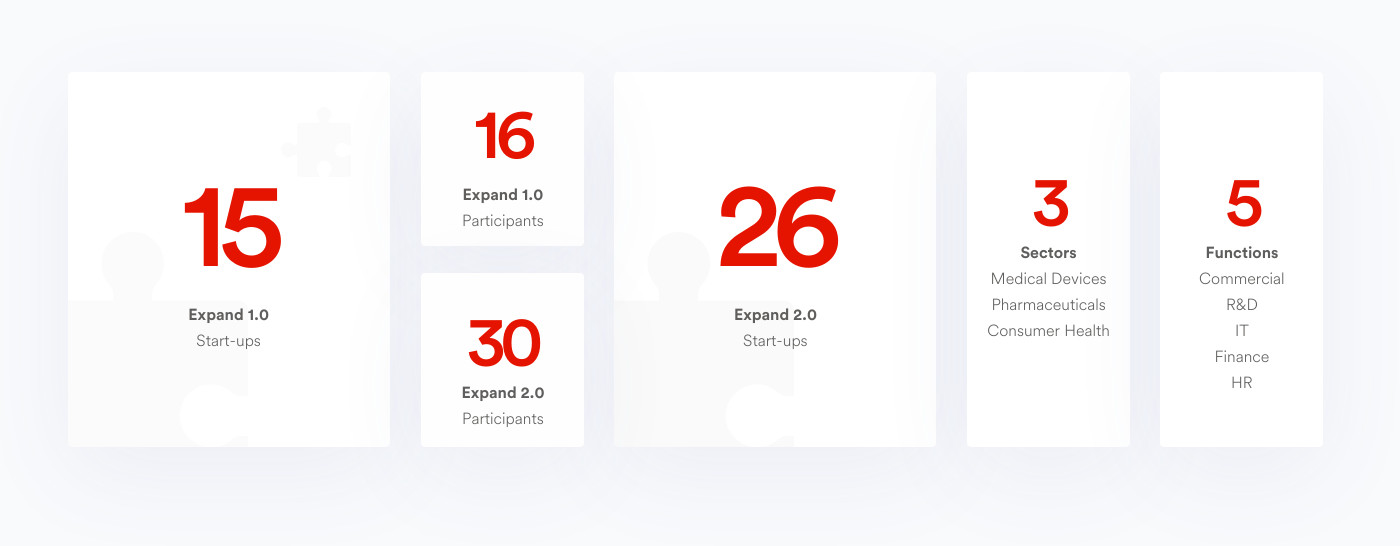 15
Expand 1.0
Start-ups
16
Expand 1.0
Participants
30
Expand 2.0
Participants
26
Expand 2.0
Start-ups
3
Sectors
Medical Devices
Pharmaceuticals
Consumer Health
5
Functions
Commercial
R&D
IT
Finance
HR